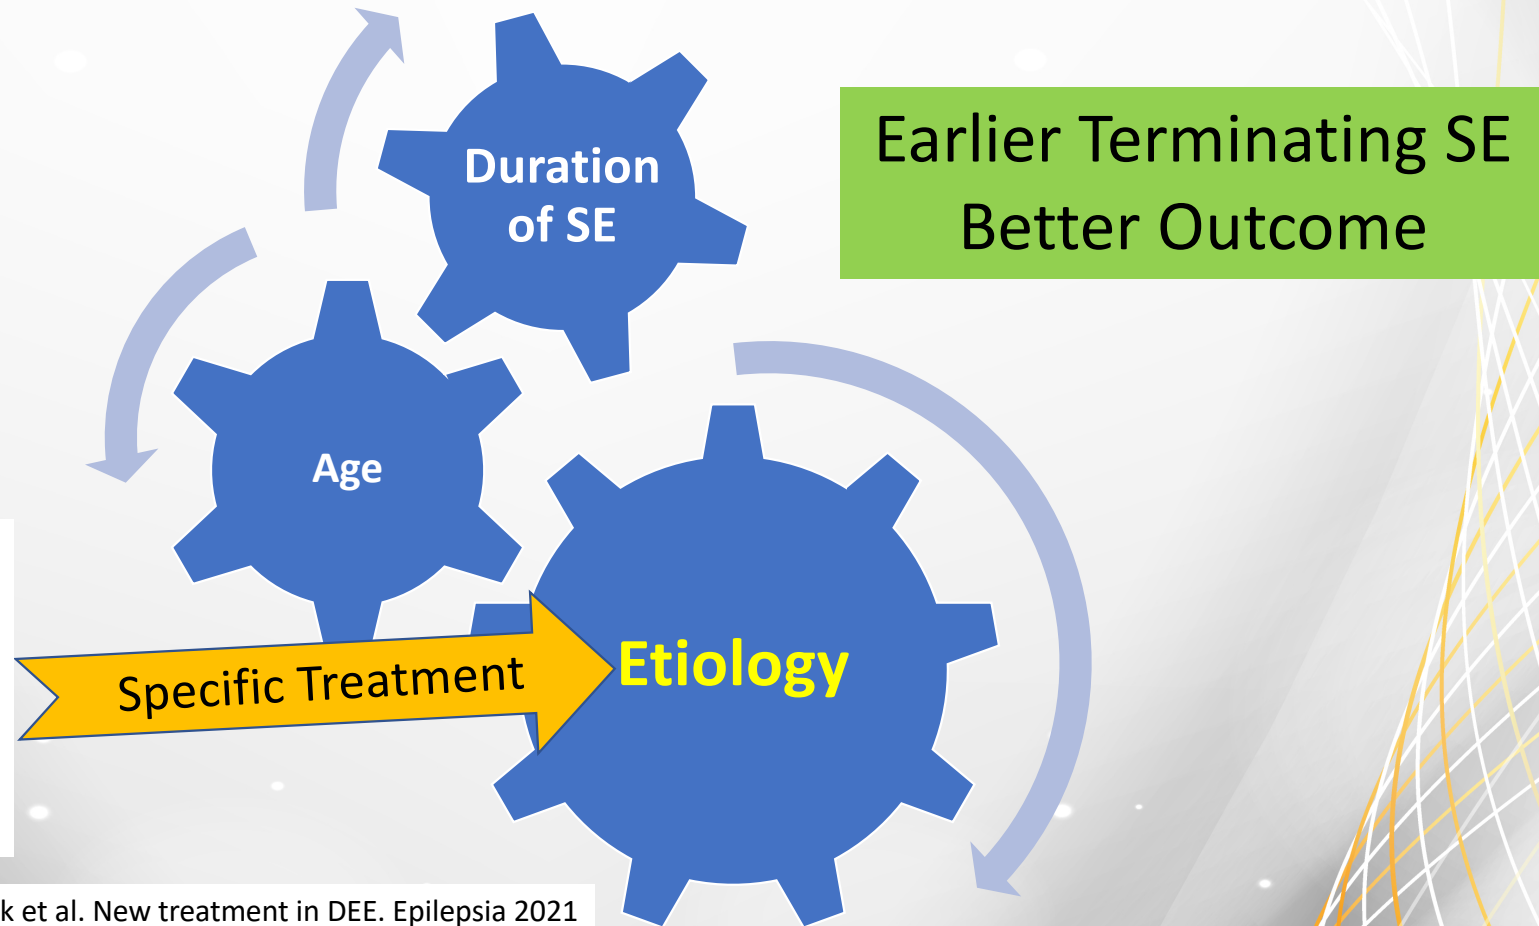 Duration
of SE
Earlier Terminating SE
Better Outcome
Age
Specific Treatment
Etiology
et al. New treatment in DEE. Epilepsia 2021